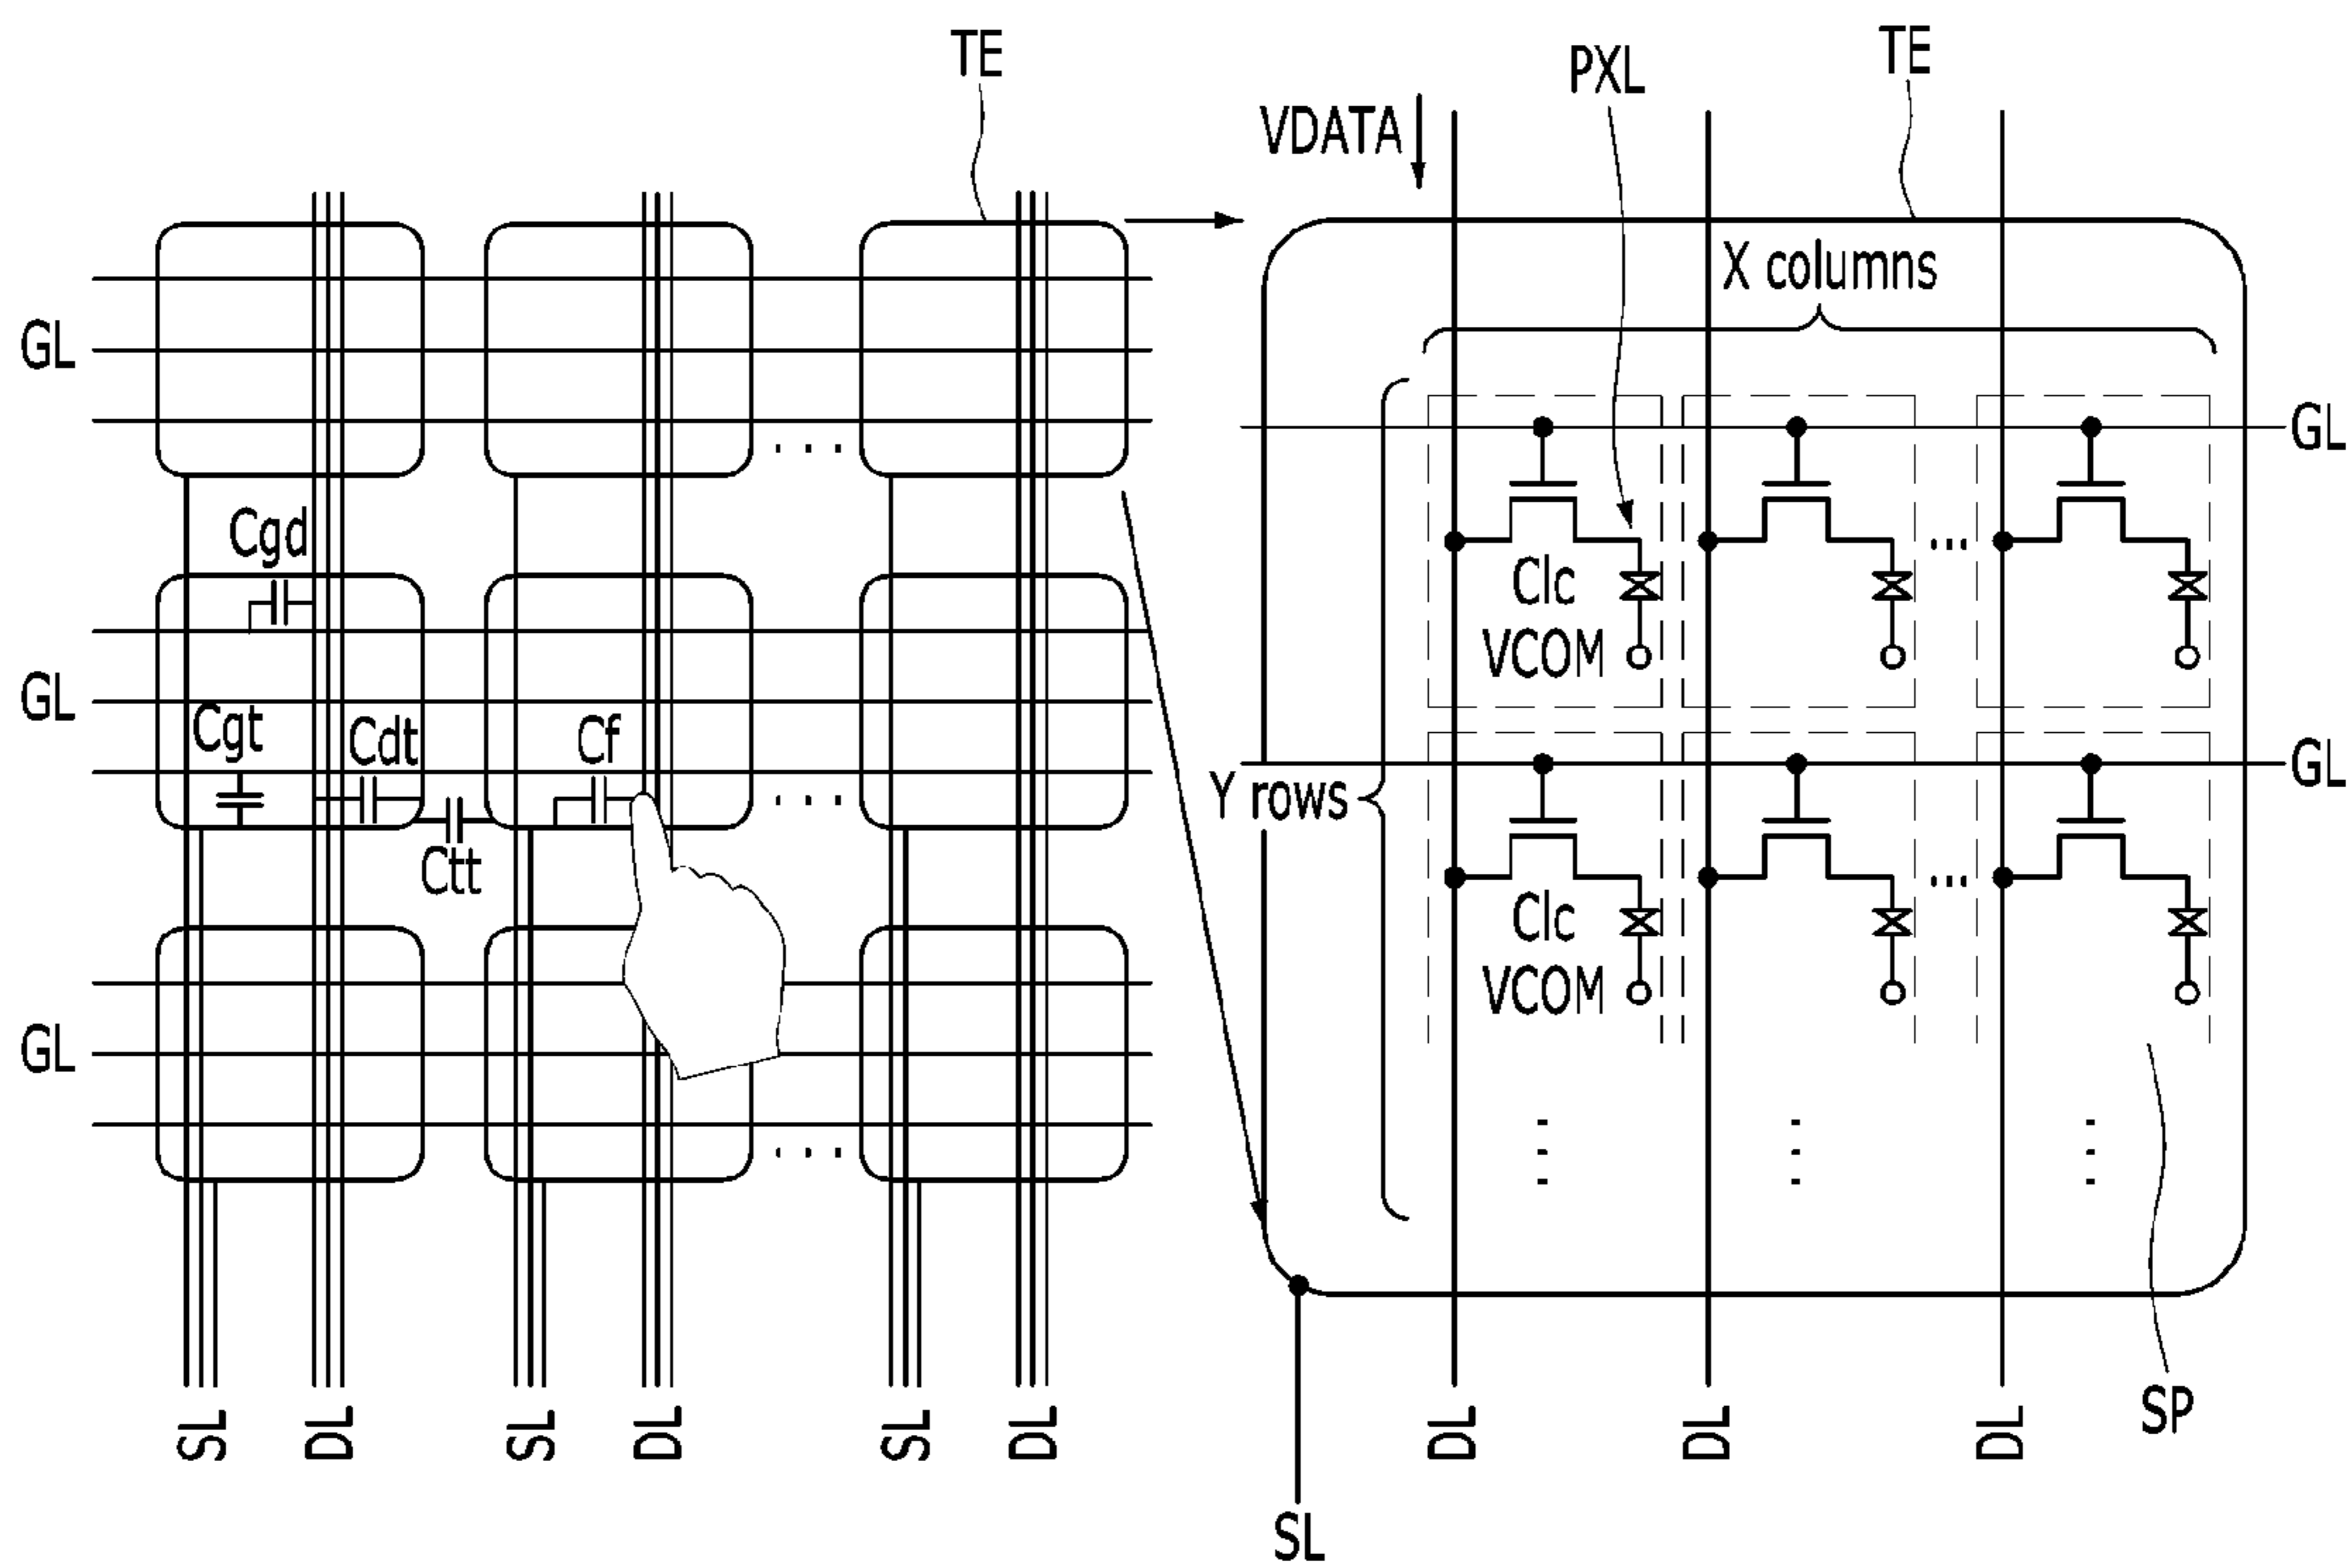 TE
PXL
TE
VDATA
X columns
GL
GL
Cgd
Clc
VCOM
GL
Cgt
Cdt
Cf
GL
Y rows
Ctt
Clc
VCOM
GL
SL
DL
SL
DL
SL
DL
DL
DL
DL
SP
SL